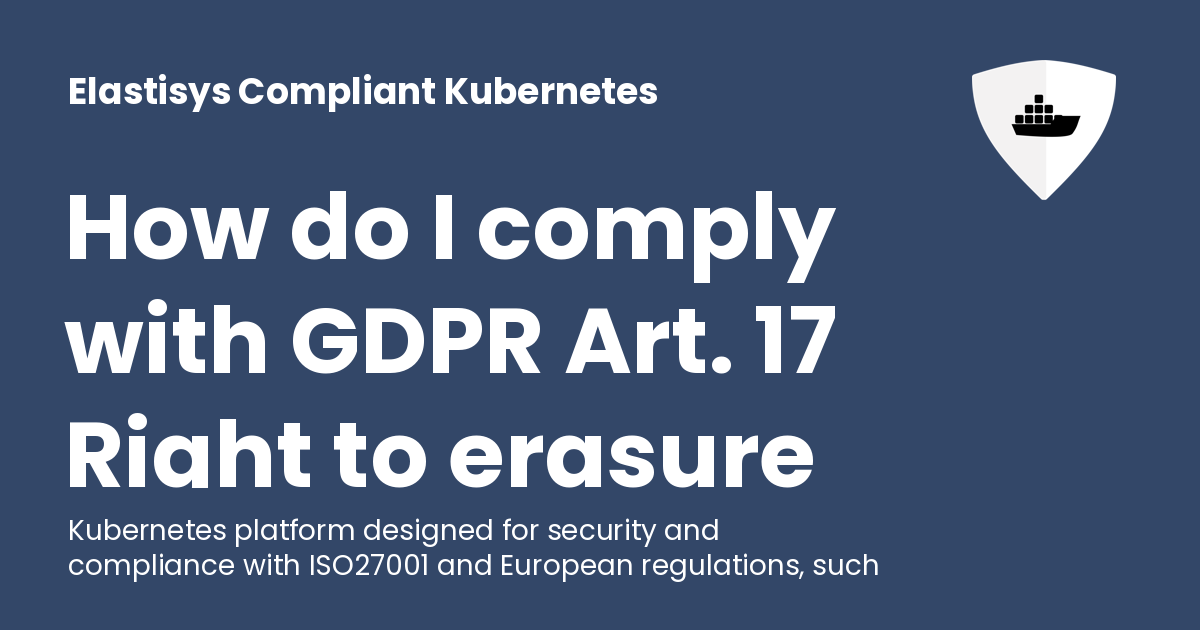 Elastisys Compliant Kubernetes
How do I comply
with GDPR Art. 17
Right to erasure
Kubernetes platform designed for security and
compliance with ISO27001 and European regulations, such